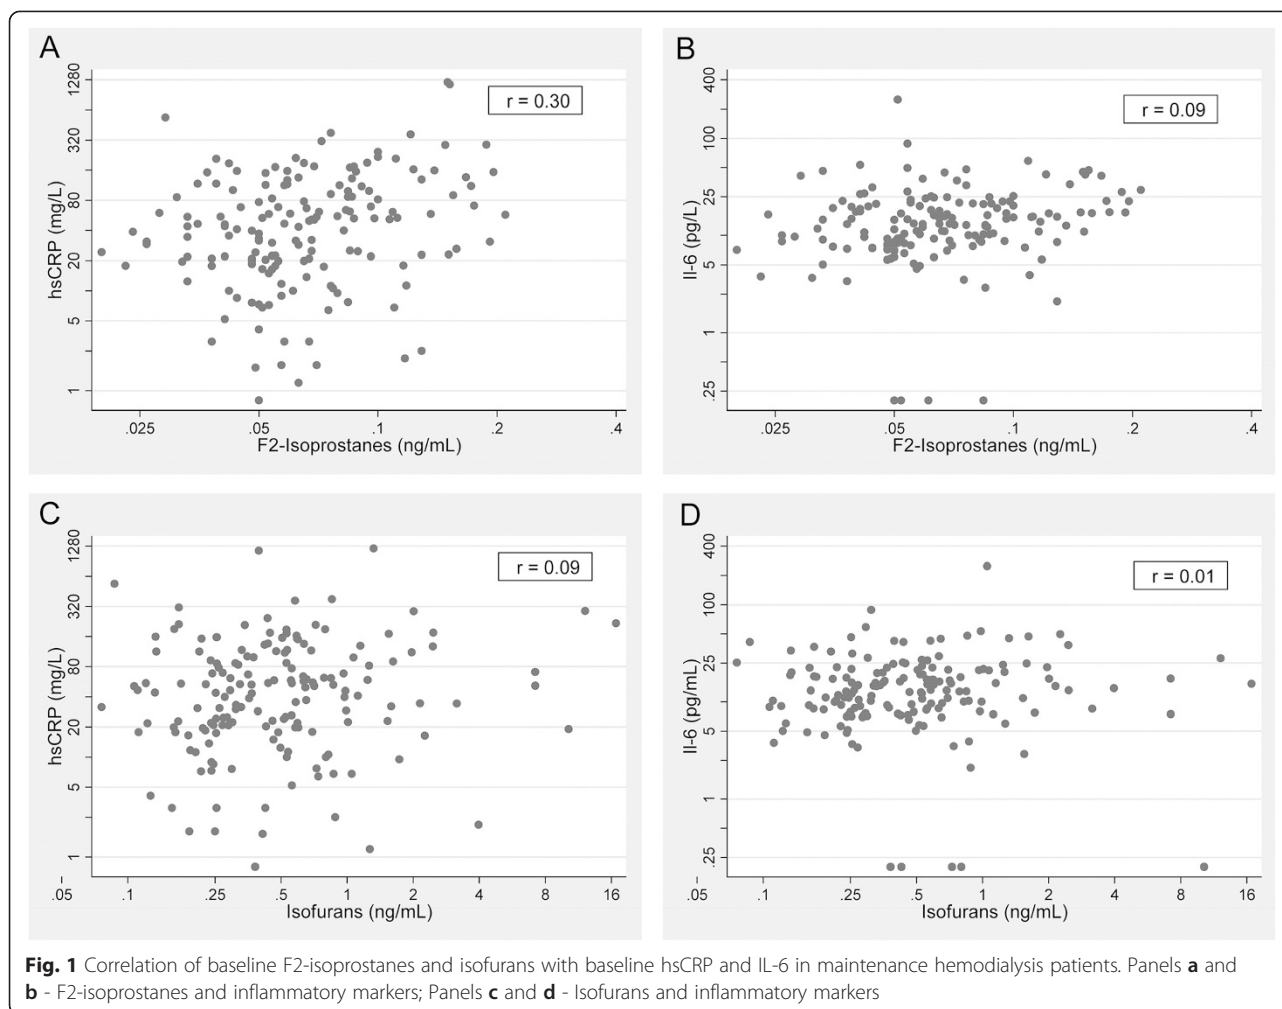 A
r = 0.30
hsCRP (mg/L)
1280
320
80
20
5
1
.025
.05
.1
.2
.4
F2-Isoprostanes (ng/mL)
B
r = 0.09
Il-6 (pg/L)
400
100
25
5
1
.25
.025
.05
.1
.2
.4
F2-Isoprostanes (ng/mL)
C
r = 0.09
hsCRP (mg/L)
1280
320
80
20
5
1
.05
.1
.25
.5
1
2
4
8
16
Isofurans (ng/mL)
D
r = 0.01
Il-6 (pg/mL)
400
100
25
5
1
.25
.05
.1
.25
.5
1
2
4
8
16
Isofurans (ng/mL)
Fig. 1 Correlation of baseline F2-isoprostanes and isofurans with baseline hsCRP and IL-6 in maintenance hemodialysis patients. Panels a and
b - F2-isoprostanes and inflammatory markers; Panels c and d - Isofurans and inflammatory markers